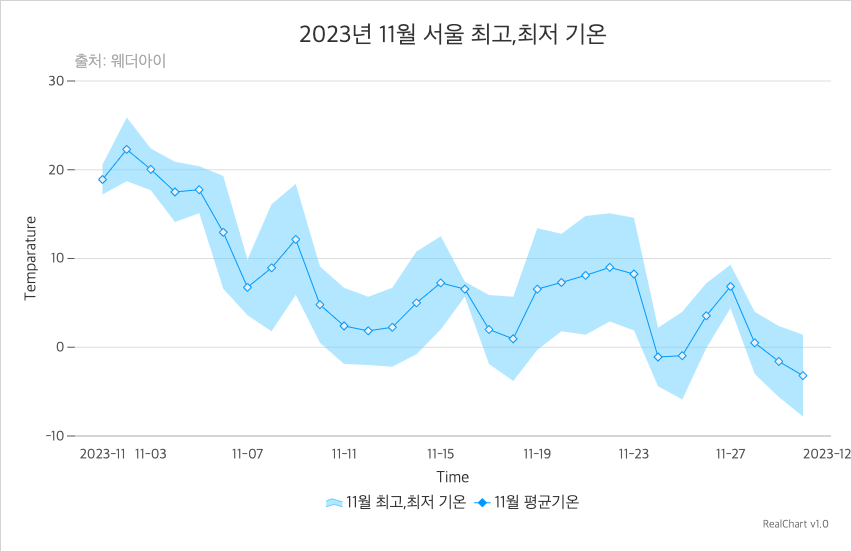 2023년 11월 서울 최고,최저 기온
출처: 웨더아이
30
20
10
0
-10
Temparature
2023-11 11-03 11-07 11-11 11-15 11-19 11-23 11-27 2023-12
Time
11월 최고,최저 기온 11월 평균기온
RealChart v1.0